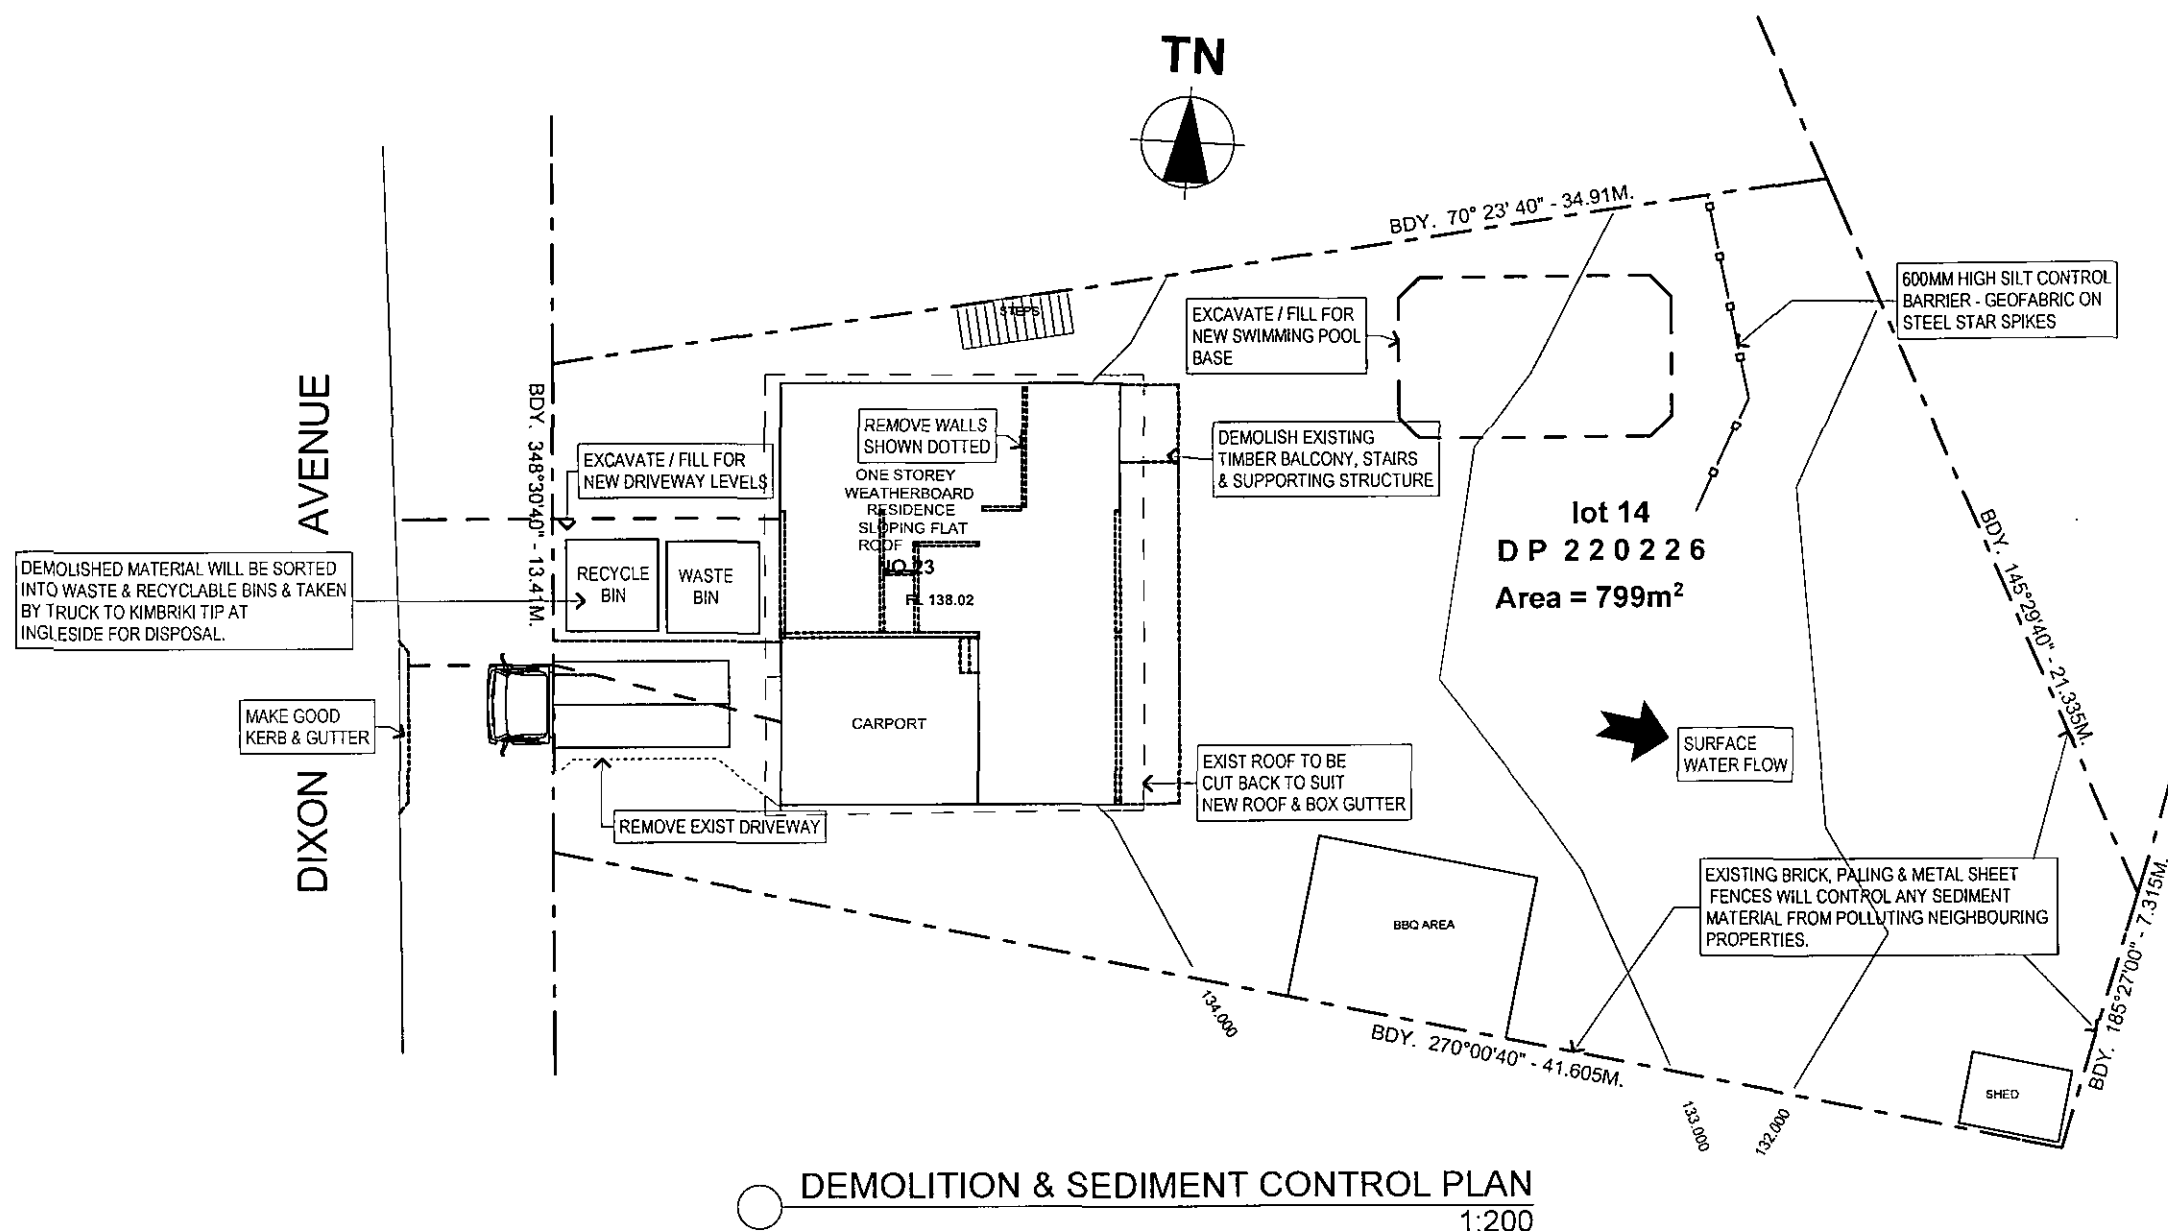 TN
BDY. 70° 23' 40" - 34.91M.
600MM HIGH SILT CONTROL
BARRIER - GEOFABRIC ON
STEEL STAR SPIKES
STEPS
EXCAVATE / FILL FOR
NEW SWIMMING POOL
BASE
DIXON AVENUE
BDY. 348°30'40" - 13.41M.
EXCAVATE / FILL FOR
NEW DRIVEWAY LEVELS
REMOVE WALLS
SHOWN DOTTED
ONE STOREY
WEATHERBOARD
RESIDENCE
SLOPING FLAT
ROOF
NO 23
RL 138.02
DEMOLISH EXISTING
TIMBER BALCONY, STAIRS
& SUPPORTING STRUCTURE
lot 14
D P 2 2 0 2 2 6
Area = 799m²
BDY. 145°29'40" - 21.335M.
DEMOLISHED MATERIAL WILL BE SORTED
INTO WASTE & RECYCLABLE BINS & TAKEN
BY TRUCK TO KIMBRIKI TIP AT
INGLESIDE FOR DISPOSAL.
RECYCLE
BIN
WASTE
BIN
MAKE GOOD
KERB & GUTTER
CARPORT
SURFACE
WATER FLOW
EXIST ROOF TO BE
CUT BACK TO SUIT
NEW ROOF & BOX GUTTER
REMOVE EXIST DRIVEWAY
EXISTING BRICK, PALING & METAL SHEET
FENCES WILL CONTROL ANY SEDIMENT
MATERIAL FROM POLLUTING NEIGHBOURING
PROPERTIES.
BBQ AREA
BDY. 185°27'00" - 7.315M.
134.000
BDY. 270°00'40" - 41.605M.
133.000
132.000
SHED
DEMOLITION & SEDIMENT CONTROL PLAN
1:200